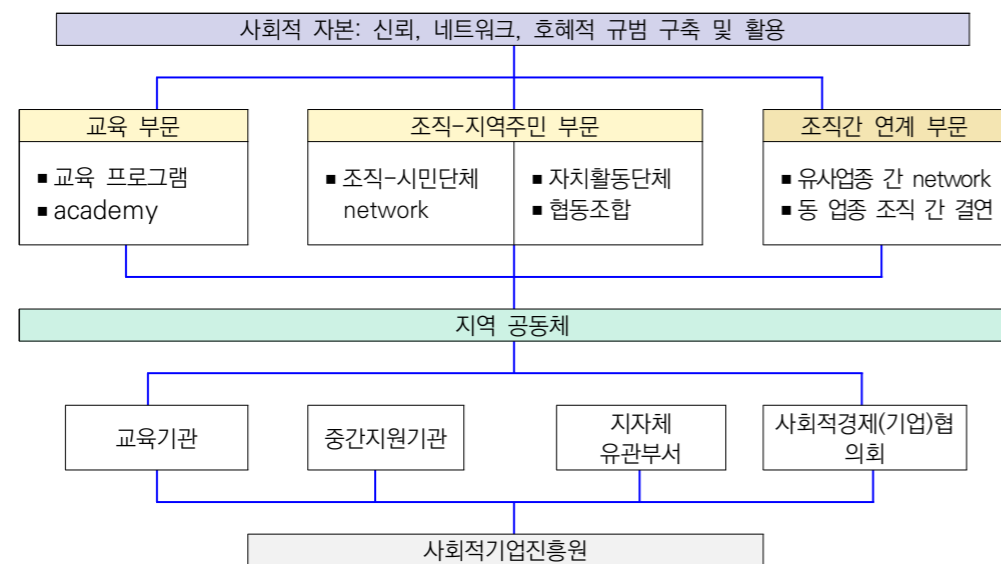 사회적 자본: 신뢰, 네트워크, 호혜적 규범 구축 및 활용
교육 부문
■ 교육 프로그램
■ academy
조직-지역주민 부문
■ 조직-시민단체
network
■ 자치활동단체
■ 협동조합
조직간 연계 부문
■ 유사업종 간 network
■ 동 업종 조직 간 결연
지역 공동체
교육기관
중간지원기관
지자체
유관부서
사회적경제(기업)협
의회
사회적기업진흥원